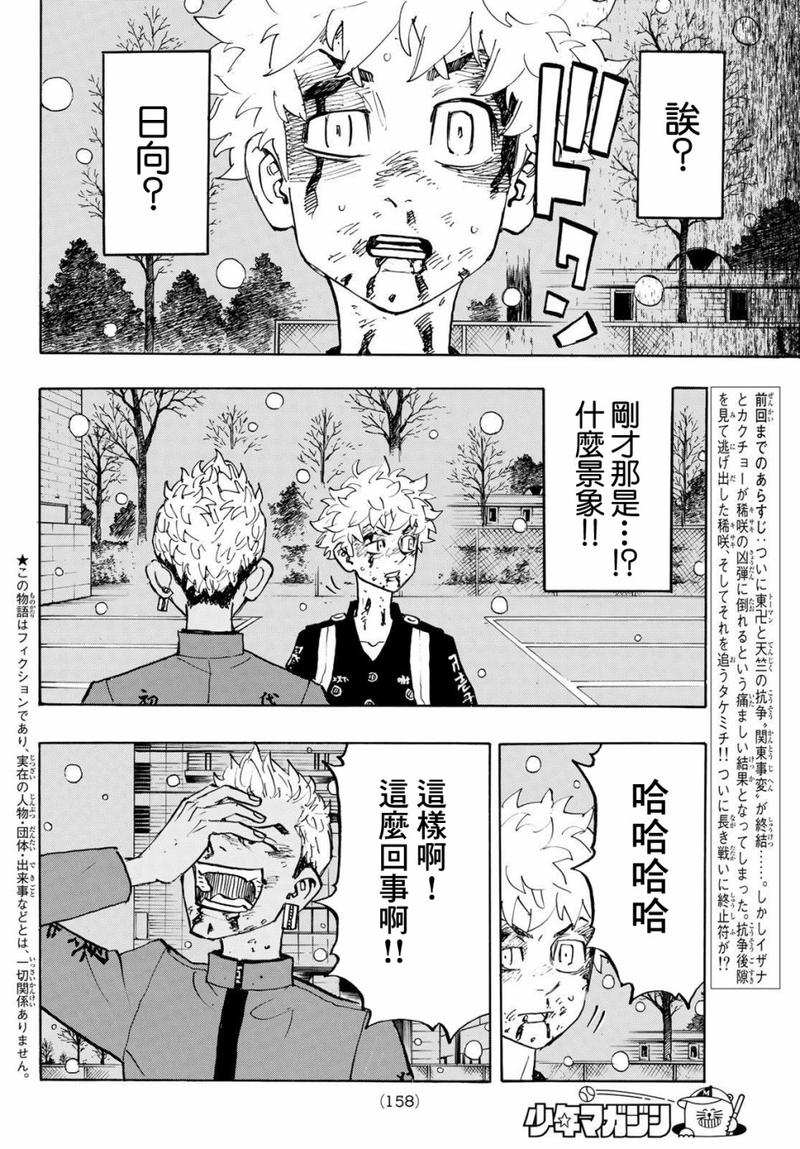 誒？
ドクン
日向？
剛才那是…!?
什麼景象!!
哈哈哈哈
這樣啊！
這麼回事啊!!
初代
前回までのあらすじ：ついに東卍と天竺の抗争“関東事変”が終結……。しかしイザナ
とカクチョーが稀咲の凶弾に倒れるという痛ましい結果となってしまった。抗争後隙
を見て逃げ出した稀咲、そしてそれを追うタケミチ!! ついに長き戦いに終止符が!?
★この物語はフィクションであり、実在の人物・団体・出来事などとは、一切関係ありません。
(158)
少年マガジン